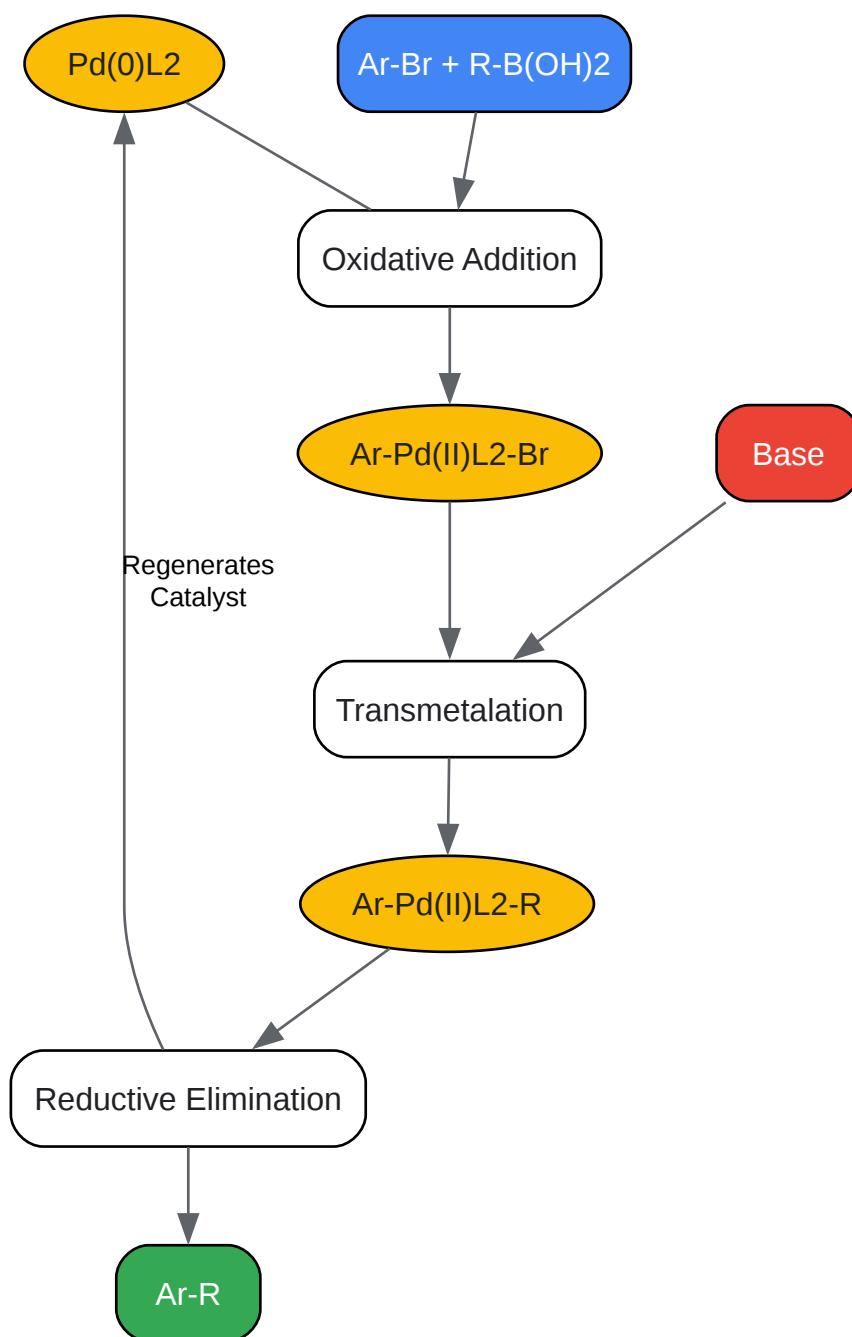 Pd(0)L2
Ar-Br + R-B(OH)2
Oxidative Addition
Ar-Pd(II)L2-Br
Base
Regenerates
Catalyst
Transmetalation
Ar-Pd(II)L2-R
Reductive Elimination
Ar-R